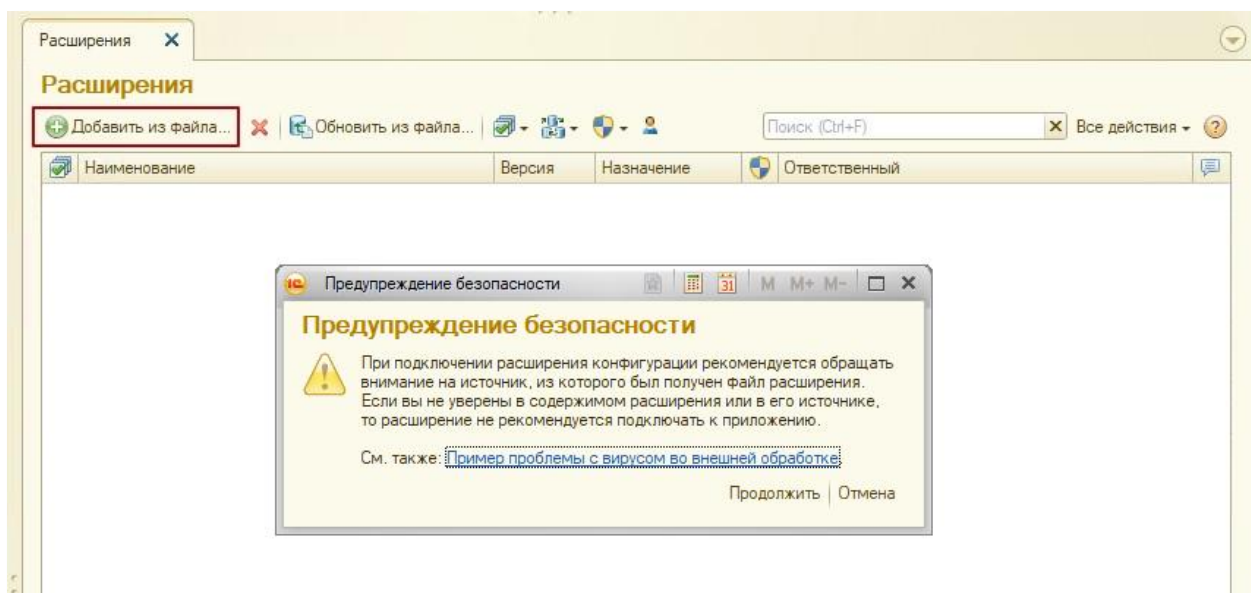 Расширения
Расширения
Добавить из файла... Обновить из файла... Поиск (Ctrl+F) Все действия
Наименование Версия Назначение Ответственный
1С Предупреждение безопасности 31 M M+ M-
Предупреждение безопасности
При подключении расширения конфигурации рекомендуется обращать
внимание на источник, из которого был получен файл расширения.
Если вы не уверены в содержимом расширения или в его источнике,
то расширение не рекомендуется подключать к приложению.
См. также: Пример проблемы с вирусом во внешней обработке.
Продолжить Отмена